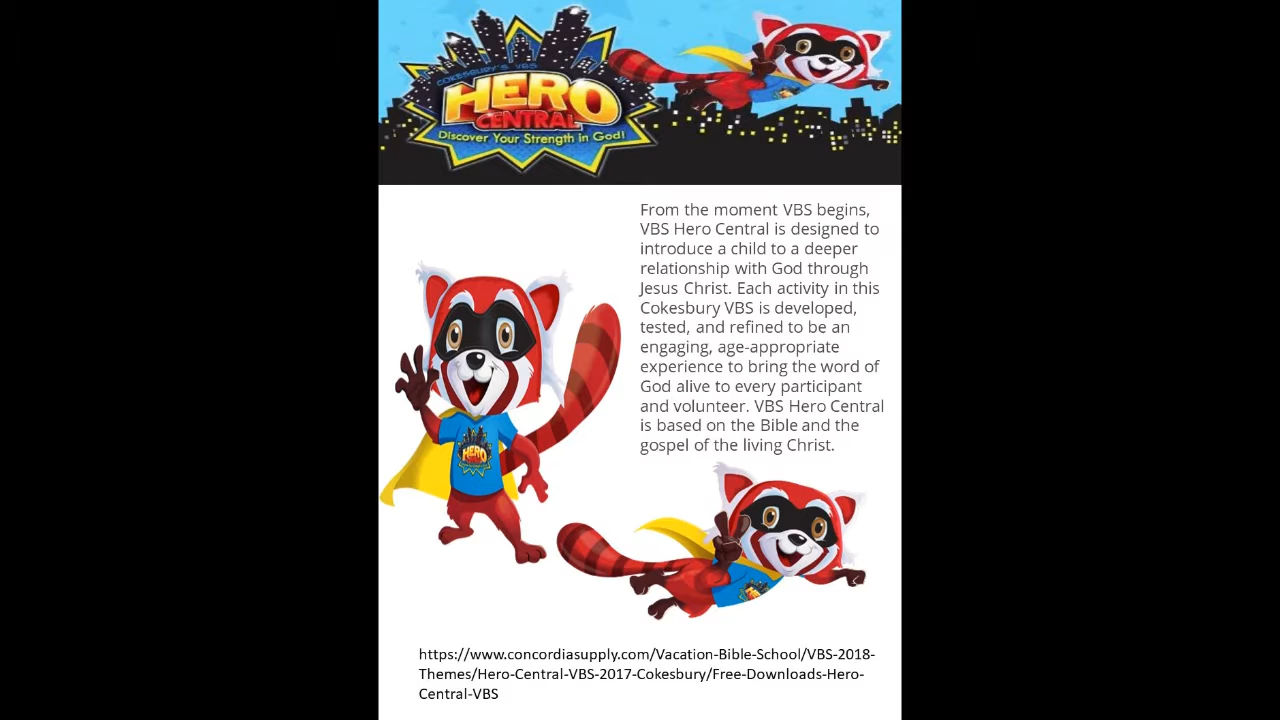 COKESBURY'S VBS
HERO
CENTRAL
Discover Your Strength in God!
From the moment VBS begins,
VBS Hero Central is designed to
introduce a child to a deeper
relationship with God through
Jesus Christ. Each activity in this
Cokesbury VBS is developed,
tested, and refined to be an
engaging, age-appropriate
experience to bring the word of
God alive to every participant
and volunteer. VBS Hero Central
is based on the Bible and the
gospel of the living Christ.
HERO
https://www.concordiasupply.com/Vacation-Bible-School/VBS-2018-
Themes/Hero-Central-VBS-2017-Cokesbury/Free-Downloads-Hero-
Central-VBS